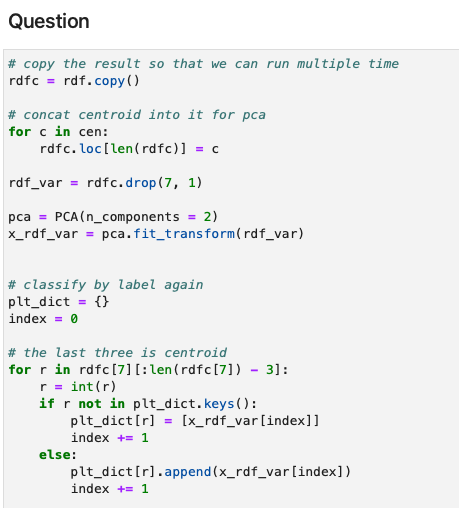 Question
# copy the result so that we can run multiple time
rdfc = rdf.copy()
# concat centroid into it for pca
for c in cen:
    rdfc.loc[len(rdfc)] = c
rdf_var = rdfc.drop(7, 1)
pca = PCA(n_components = 2)
x_rdf_var = pca.fit_transform(rdf_var)
# classify by label again
plt_dict = {}
index = 0
# the last three is centroid
for r in rdfc[7][:len(rdfc[7]) - 3]:
    r = int(r)
    if r not in plt_dict.keys():
        plt_dict[r] = [x_rdf_var[index]]
        index += 1
    else:
        plt_dict[r].append(x_rdf_var[index])
        index += 1